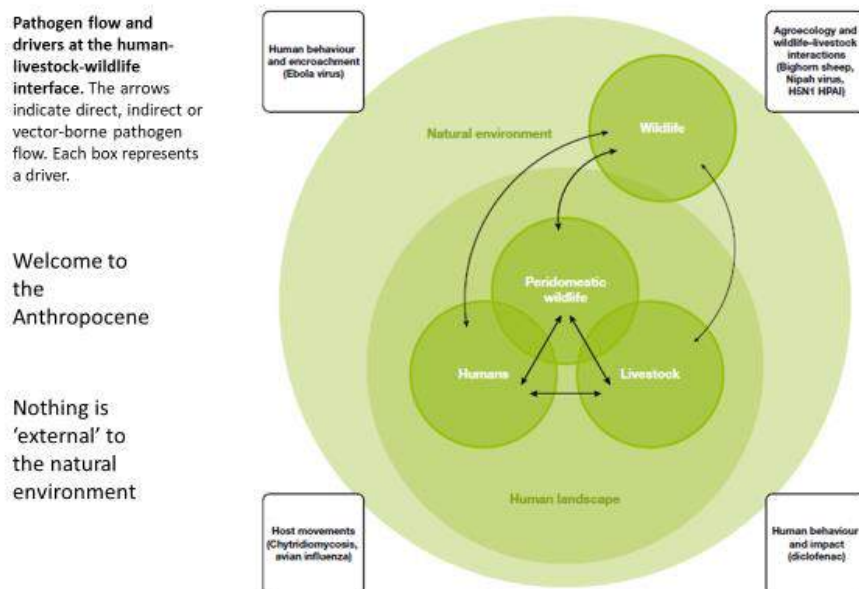 Pathogen flow and
drivers at the human-
livestock-wildlife
interface. The arrows
indicate direct, indirect or
vector-borne pathogen
flow. Each box represents
a driver.
Welcome to
the
Anthropocene
Nothing is
‘external’ to
the natural
environment
Human behaviour
and encroachment
(Ebola virus)
Agroecology and
wildlife–livestock
interactions
(Bighorn sheep,
Nipah virus,
H5N1 HPAI)
Natural environment
Wildlife
Peridomestic
wildlife
Humans
Livestock
Human landscape
Host movements
(Chytridiomycosis,
avian influenza)
Human behaviour
and impact
(diclofenac)